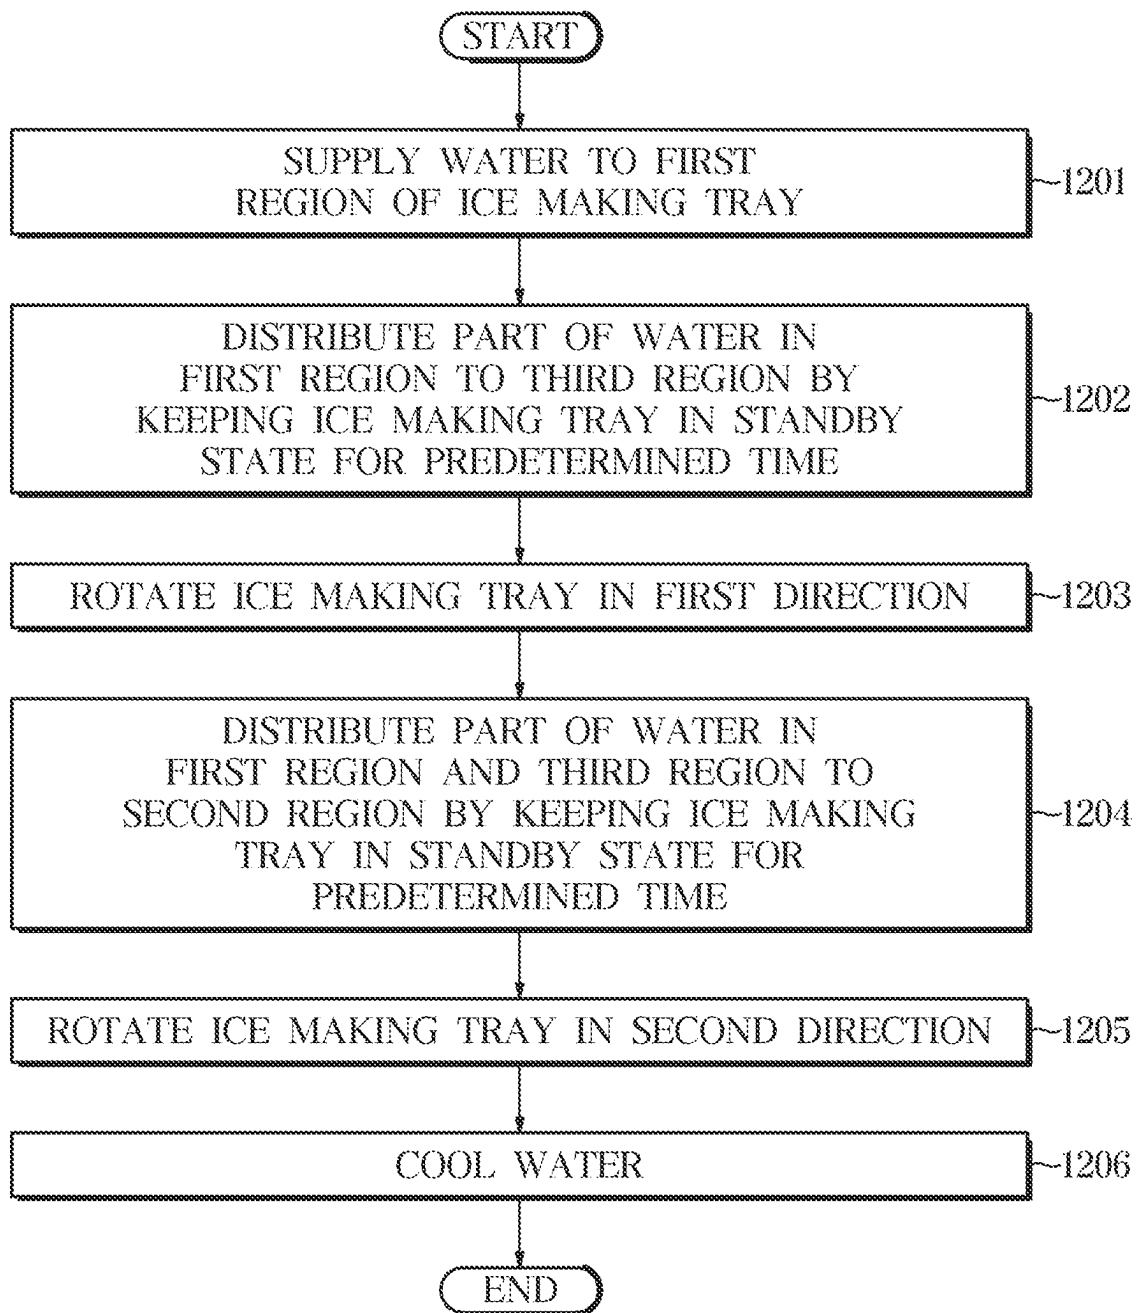 START
SUPPLY WATER TO FIRST
REGION OF ICE MAKING TRAY
1201
DISTRIBUTE PART OF WATER IN
FIRST REGION TO THIRD REGION BY
KEEPING ICE MAKING TRAY IN STANDBY
STATE FOR PREDETERMINED TIME
1202
ROTATE ICE MAKING TRAY IN FIRST DIRECTION
1203
DISTRIBUTE PART OF WATER IN
FIRST REGION AND THIRD REGION TO
SECOND REGION BY KEEPING ICE MAKING
TRAY IN STANDBY STATE FOR
PREDETERMINED TIME
1204
ROTATE ICE MAKING TRAY IN SECOND DIRECTION
1205
COOL WATER
1206
END